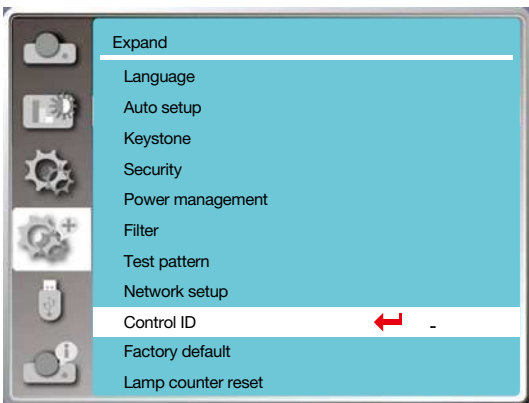 Expand
Language
Auto setup
Keystone
Security
Power management
Filter
Test pattern
Network setup
Control ID -
Factory default
Lamp counter reset